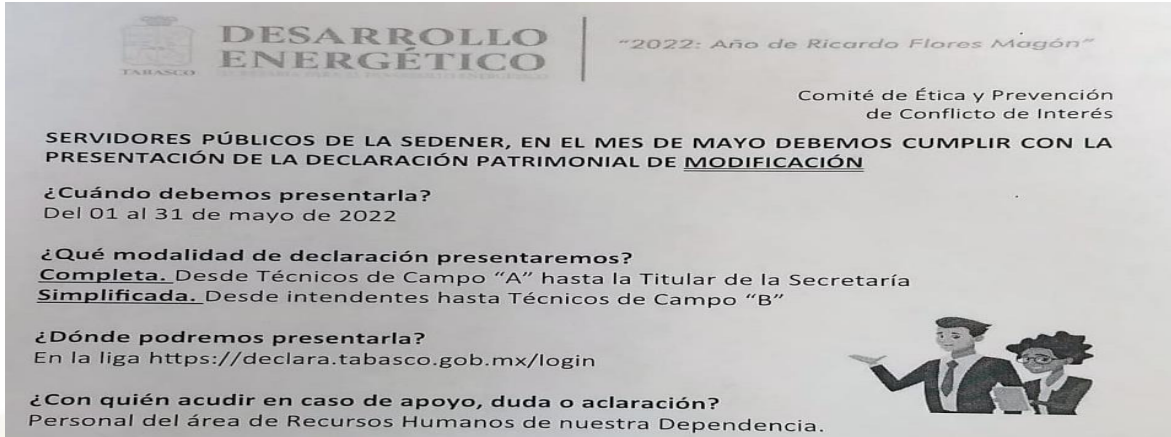 DESARROLLO
ENERGÉTICO
TABASCO
"2022: Año de Ricardo Flores Magón"
Comité de Ética y Prevención
de Conflicto de Interés
SERVIDORES PÚBLICOS DE LA SEDENER, EN EL MES DE MAYO DEBEMOS CUMPLIR CON LA
PRESENTACIÓN DE LA DECLARACIÓN PATRIMONIAL DE MODIFICACIÓN
¿Cuándo debemos presentarla?
Del 01 al 31 de mayo de 2022
¿Qué modalidad de declaración presentaremos?
Completa. Desde Técnicos de Campo "A" hasta la Titular de la Secretaría
Simplificada. Desde intendentes hasta Técnicos de Campo "B"
¿Dónde podremos presentarla?
En la liga https://declara.tabasco.gob.mx/login
¿Con quién acudir en caso de apoyo, duda o aclaración?
Personal del área de Recursos Humanos de nuestra Dependencia.